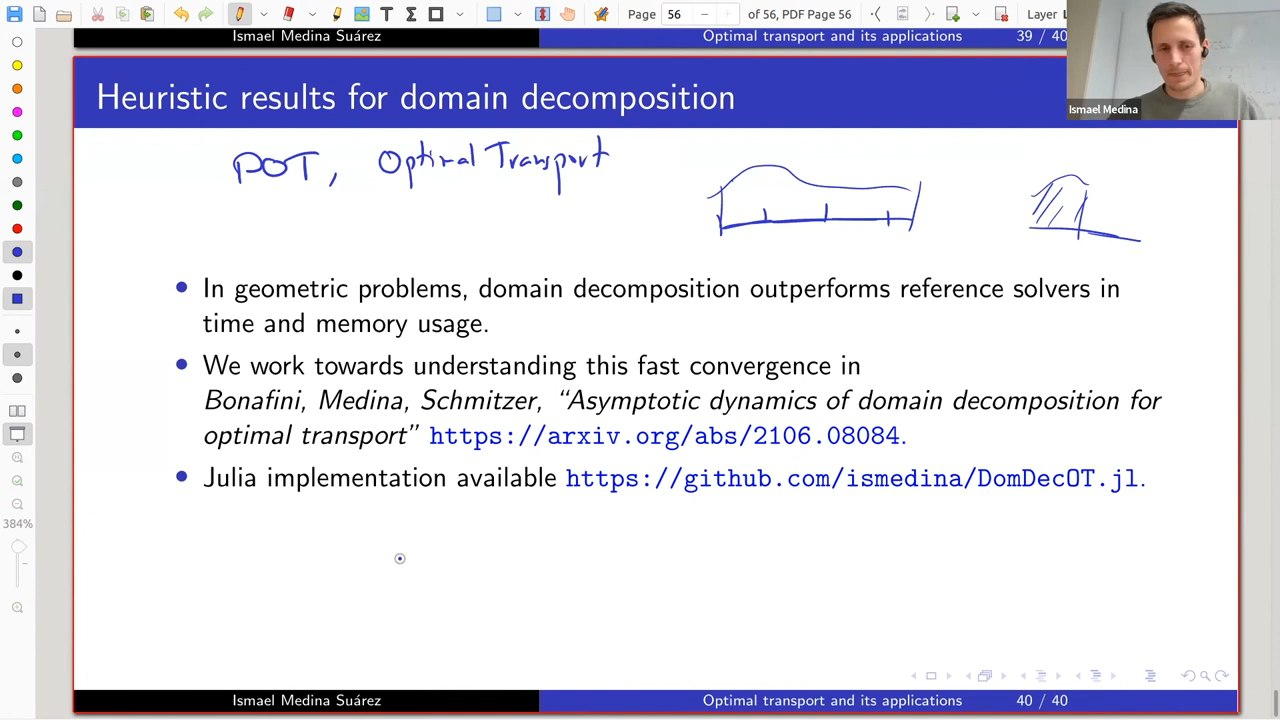 Page 56 of 56, PDF Page 56
Layer
Ismael Medina Suárez Optimal transport and its applications 39 / 40
Ismael Medina
Heuristic results for domain decomposition
POT, Optimal Transport
• In geometric problems, domain decomposition outperforms reference solvers in
time and memory usage.
• We work towards understanding this fast convergence in
Bonafini, Medina, Schmitzer, “Asymptotic dynamics of domain decomposition for
optimal transport” https://arxiv.org/abs/2106.08084.
• Julia implementation available https://github.com/ismedina/DomDecOT.jl.
384%
Ismael Medina Suárez Optimal transport and its applications 40 / 40